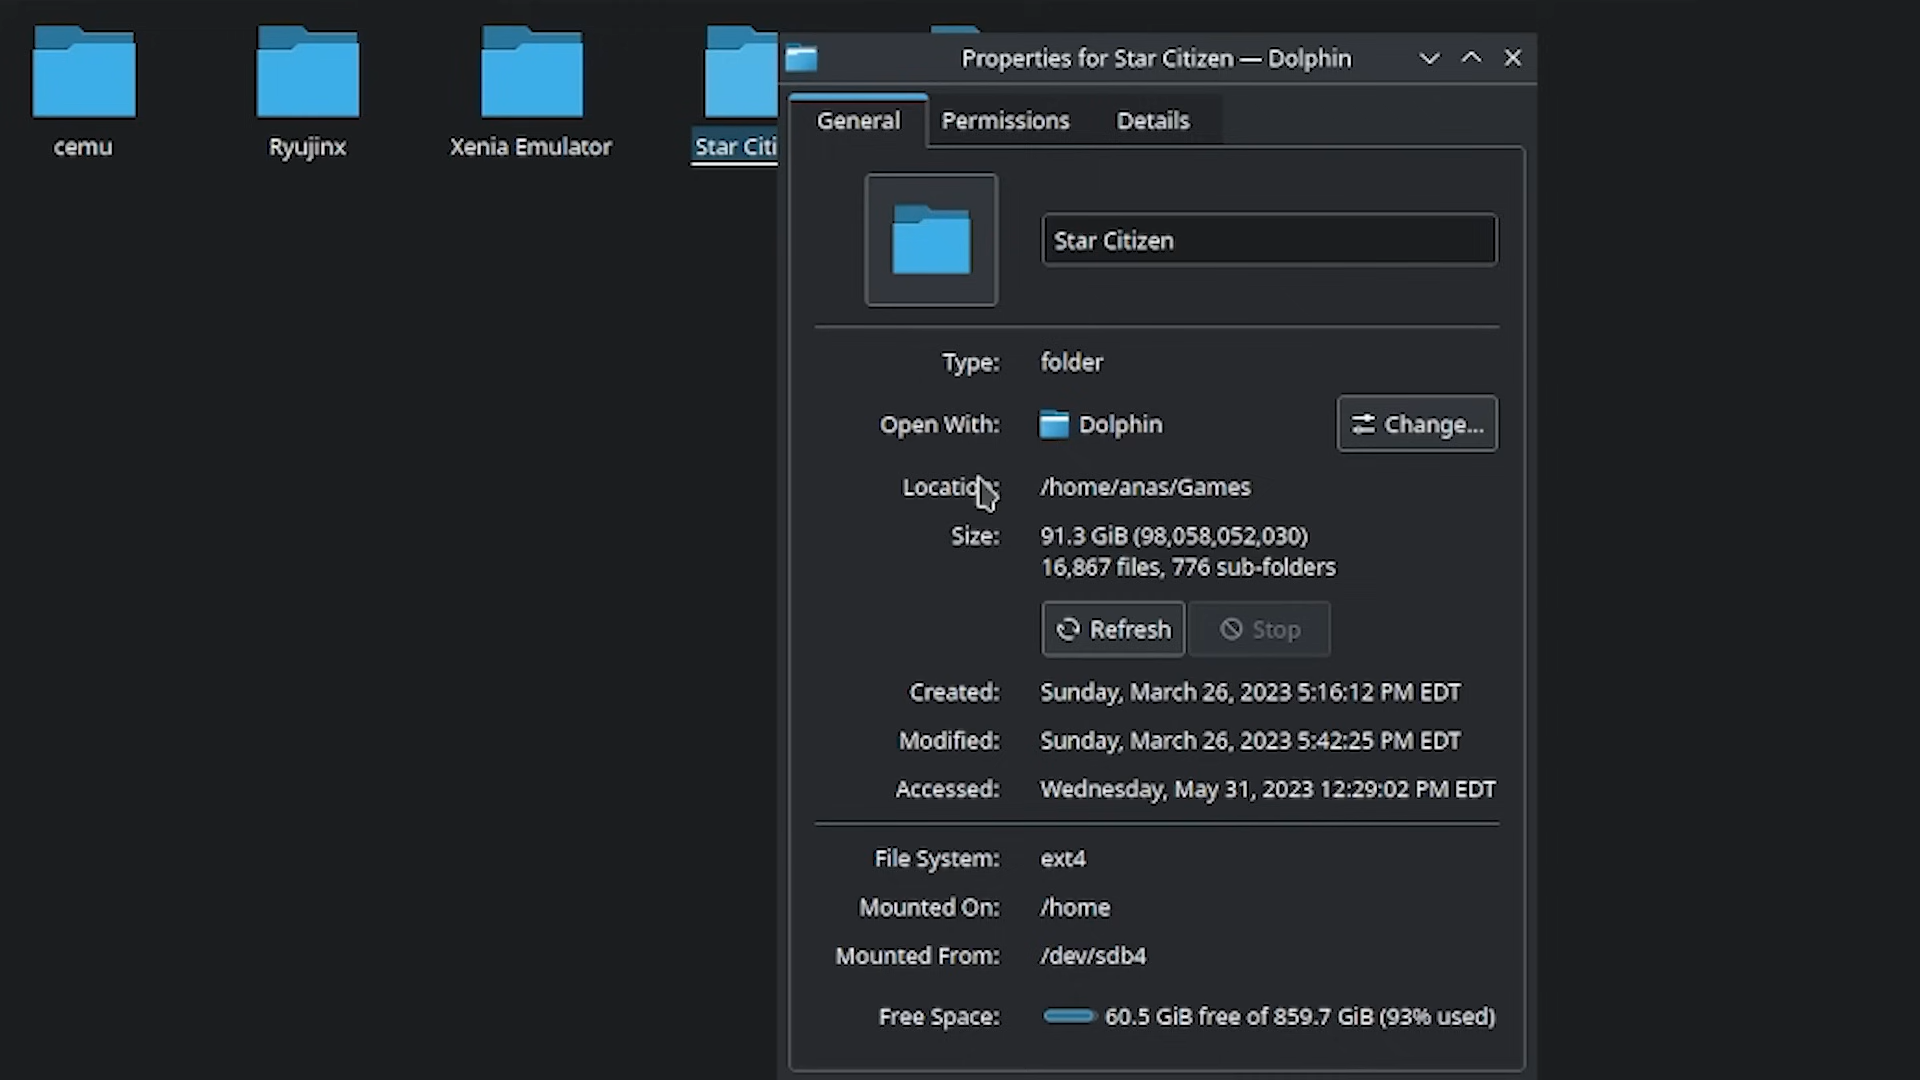 cemu
Ryujinx
Xenia Emulator
Star Citi
Properties for Star Citizen — Dolphin
General
Permissions
Details
Star Citizen
Type: folder
Open With: Dolphin
Change...
Location: /home/anas/Games
Size: 91.3 GiB (98,058,052,030)
16,867 files, 776 sub-folders
Refresh
Stop
Created: Sunday, March 26, 2023 5:16:12 PM EDT
Modified: Sunday, March 26, 2023 5:42:25 PM EDT
Accessed: Wednesday, May 31, 2023 12:29:02 PM EDT
File System: ext4
Mounted On: /home
Mounted From: /dev/sdb4
Free Space: 60.5 GiB free of 859.7 GiB (93% used)